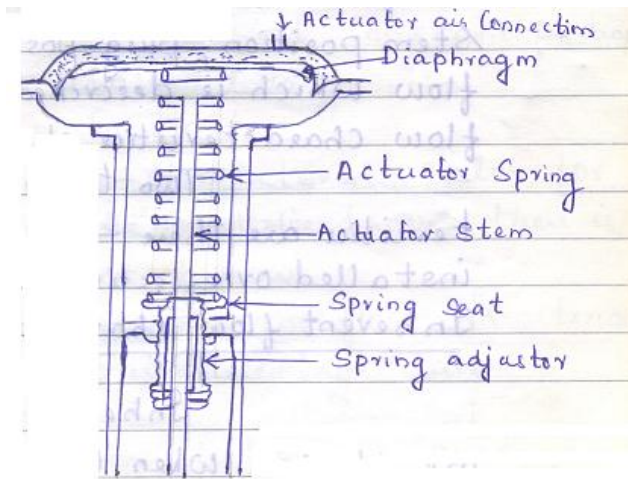 Actuator air Connection
Diaphragm
Actuator Spring
Actuator Stem
Spring seat
Spring adjustor